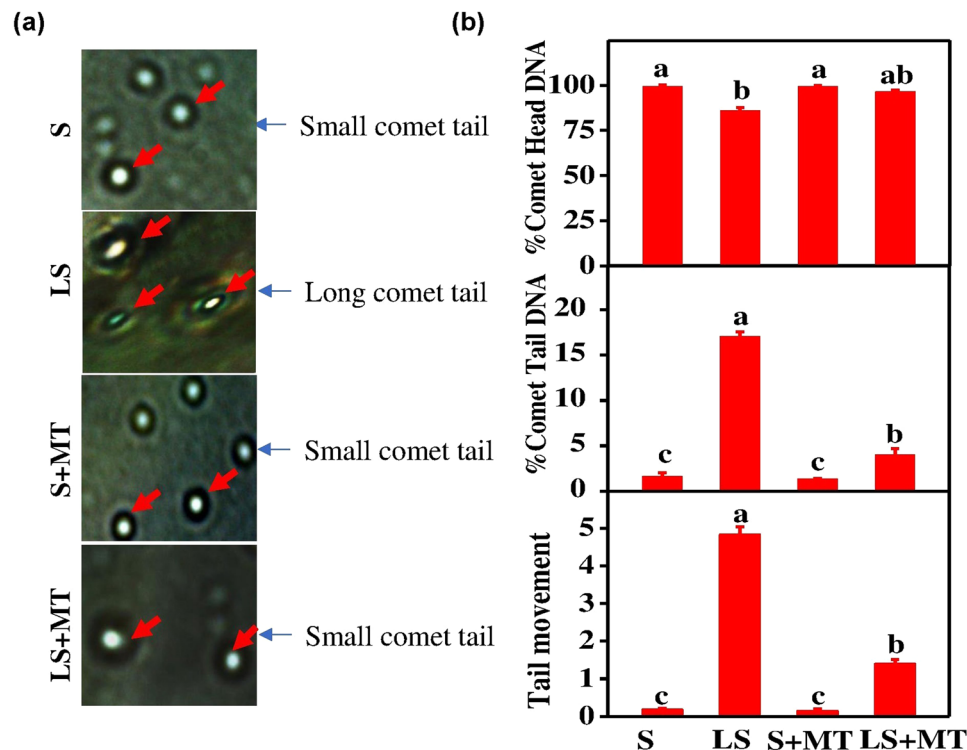 (a)
S
Small comet tail
LS
Long comet tail
S+MT
Small comet tail
LS+MT
Small comet tail
(b)
%Comet Head DNA
100
75
50
25
0
a
b
a
ab
%Comet Tail DNA
20
15
10
5
0
c
a
c
b
Tail movement
5
4
3
2
1
0
c
a
c
b
S
LS
S+MT
LS+MT